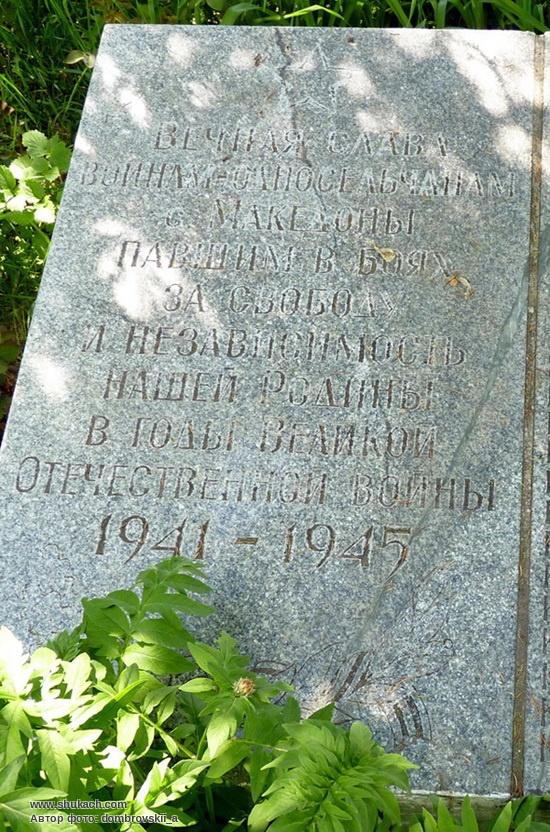 Вечная слава
воинам-односельчанам
с Македоны
павшим в боях
за свободу
и независимость
нашей Родины
в годы Великой
Отечественной войны
1941 - 1945
www.shukach.com
Автор фото: dombrovskii_a